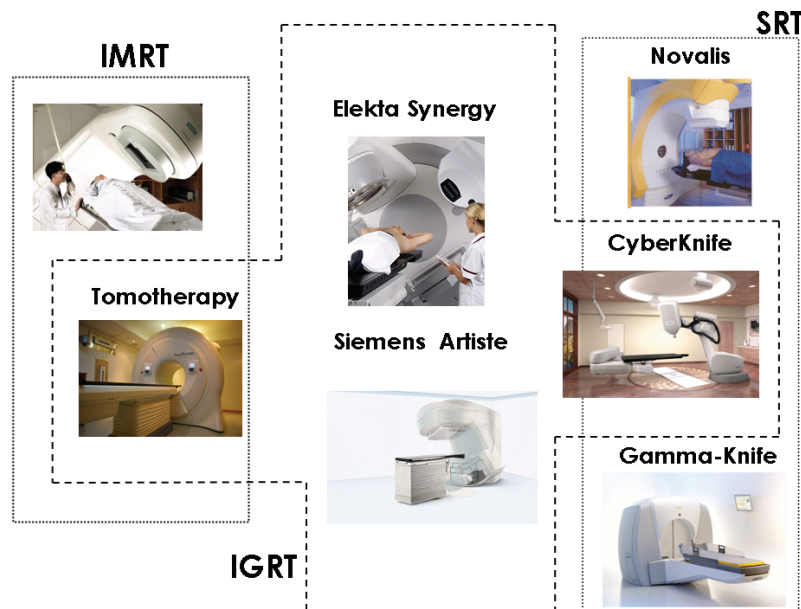 SRT
IMRT
Novalis
Elekta Synergy
CyberKnife
Tomotherapy
Siemens Artiste
Gamma-Knife
IGRT